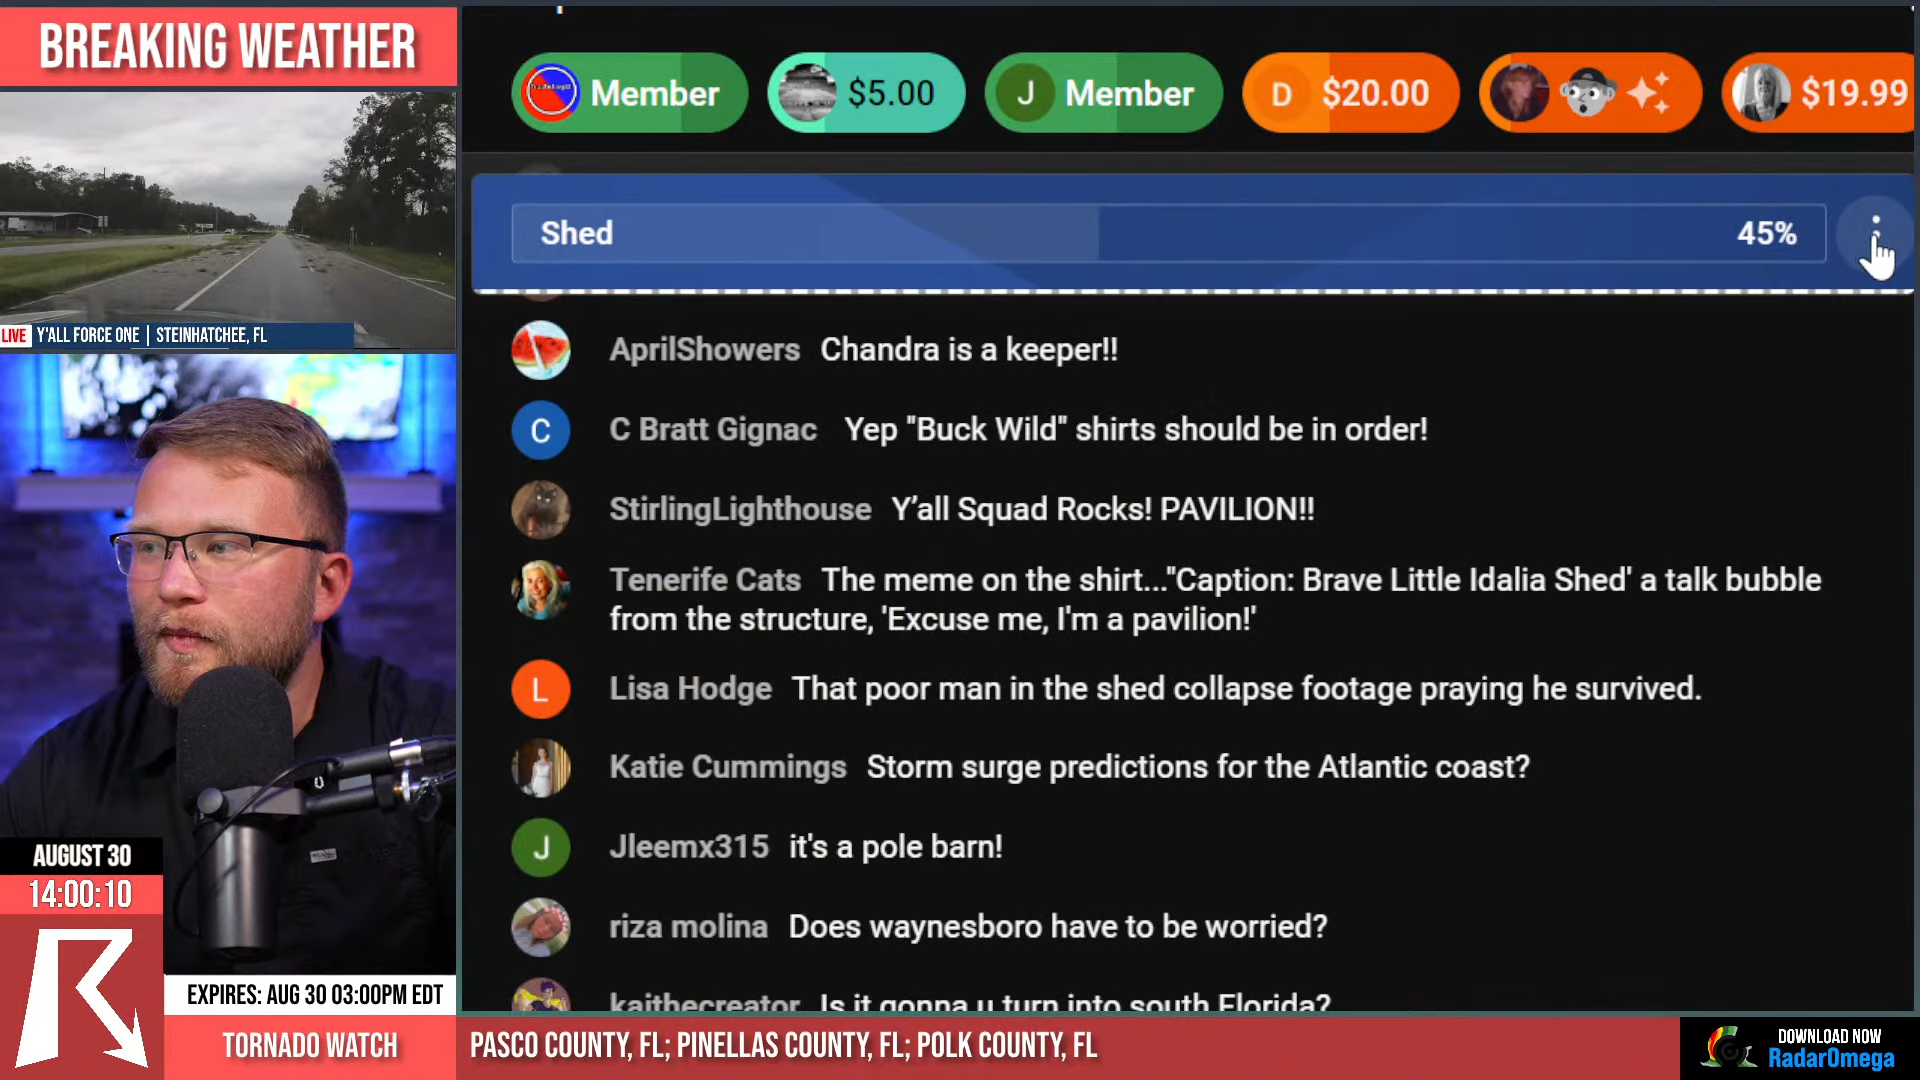 BREAKING WEATHER
LIVE Y'ALL FORCE ONE | STEINHATCHEE, FL
Member
$5.00
J Member
D $20.00
$19.99
Shed 45%
AprilShowers Chandra is a keeper!!
C C Bratt Gignac Yep "Buck Wild" shirts should be in order!
StirlingLighthouse Y’all Squad Rocks! PAVILION!!
Tenerife Cats The meme on the shirt..."Caption: Brave Little Idalia Shed' a talk bubble
from the structure, 'Excuse me, I'm a pavilion!'
L Lisa Hodge That poor man in the shed collapse footage praying he survived.
Katie Cummings Storm surge predictions for the Atlantic coast?
J Jleemx315 it's a pole barn!
riza molina Does waynesboro have to be worried?
kaithecreator Is it gonna u turn into south Florida?
AUGUST 30
14:00:10
R
EXPIRES: AUG 30 03:00PM EDT
TORNADO WATCH
PASCO COUNTY, FL; PINELLAS COUNTY, FL; POLK COUNTY, FL
DOWNLOAD NOW
RadarOmega